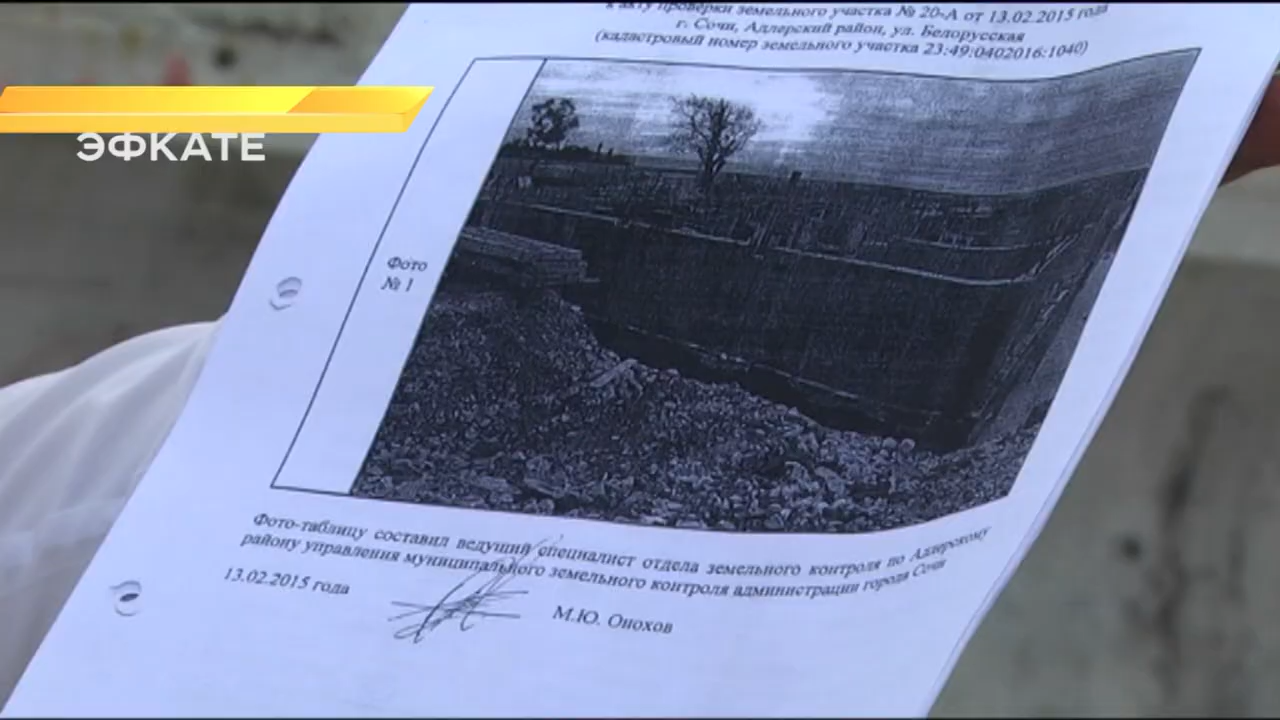 к акту проверки земельного участка № 20-А от 13.02.2015 года
г. Сочи, Адлерский район, ул. Белорусская
(кадастровый номер земельного участка 23:49:0402016:1040)
ЭФКАТЕ
Фото
№ 1
Фото-таблицу составил ведущий специалист отдела земельного контроля по Адлерскому
району управления муниципального земельного контроля администрации города Сочи
13.02.2015 года
М.Ю. Онохов